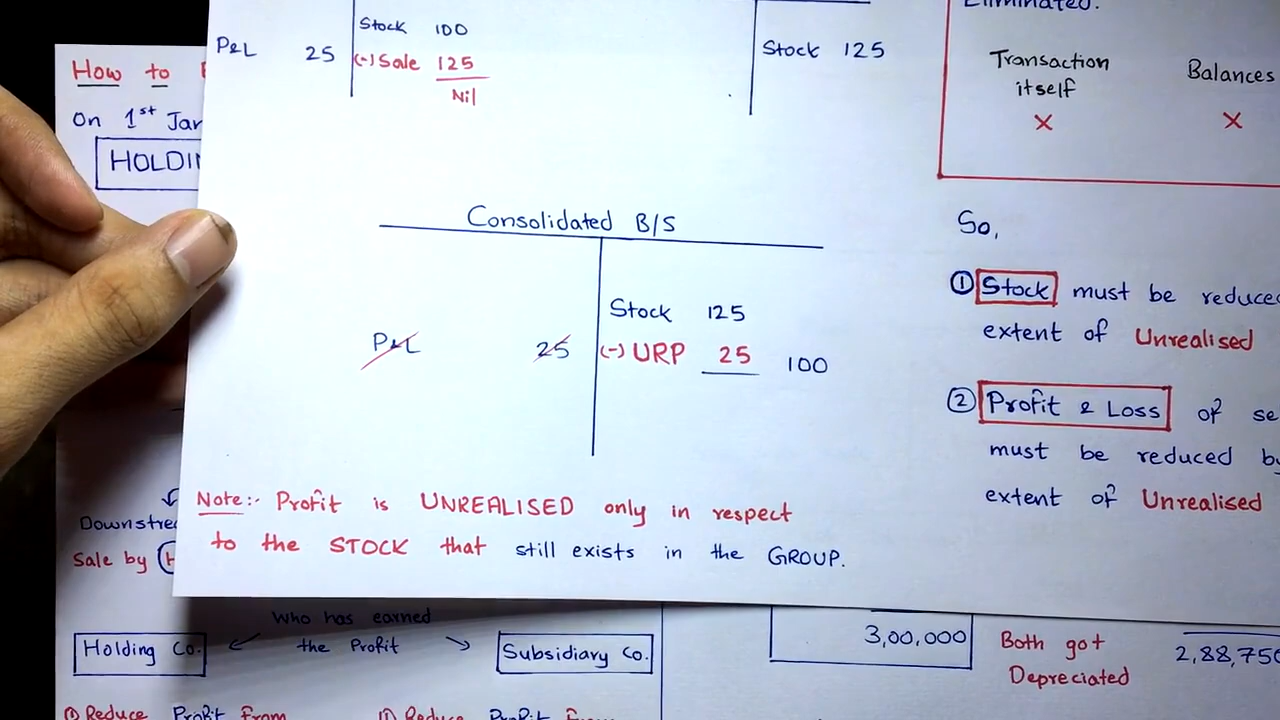 Stock 100
P&L 25
(-) Sale 125
Nil
Stock 125
Eliminated.
Transaction
itself
Balances
X
X
Consolidated B/S
Stock 125
P&L 25
(-) URP 25 100
So,
① Stock must be reduced
extent of Unrealised
② Profit & Loss of
must be reduced
extent of Unrealised
Note:- Profit is UNREALISED only in respect
to the STOCK that still exists in the GROUP.
How to
On 1st Jan
Sale by
Who has earned
the Profit
Holding Co.
Subsidiary Co.
① Reduce Profit from
① Reduce Profit from
3,00,000
Both got
Depreciated
2,88,750